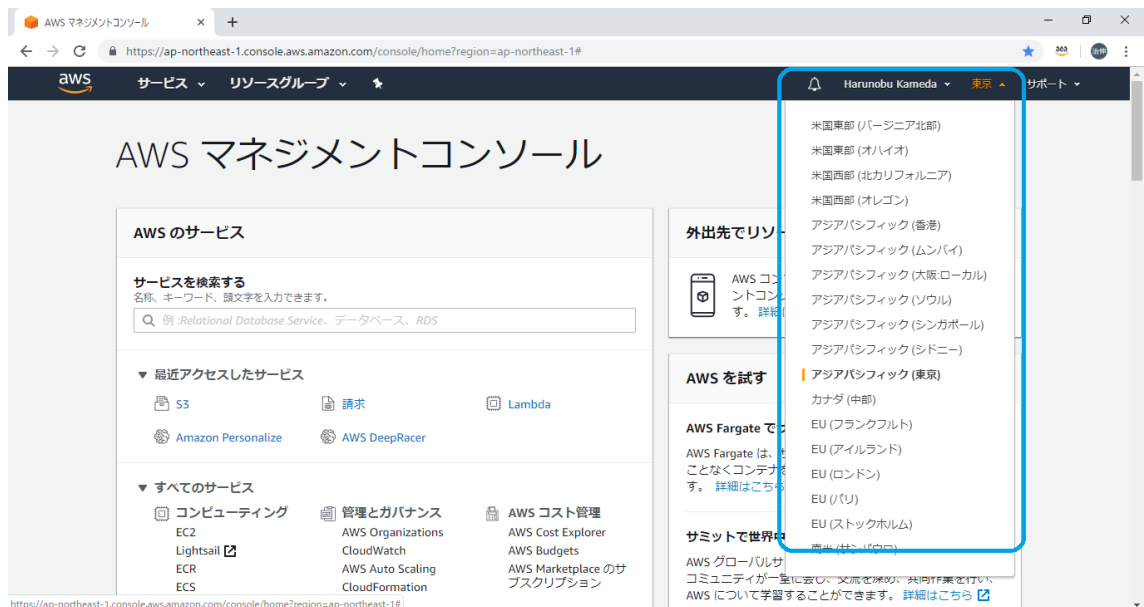 AWS マネジメントコンソール
https://ap-northeast-1.console.aws.amazon.com/console/home?region=ap-northeast-1#
aws
サービス
リソースグループ
Harunobu Kameda
東京
サポート
AWS マネジメントコンソール
AWS のサービス
サービスを検索する
名称、キーワード、頭文字を入力できます。
例 :Relational Database Service、データベース、RDS
最近アクセスしたサービス
S3
請求
Lambda
Amazon Personalize
AWS DeepRacer
すべてのサービス
コンピューティング
EC2
Lightsail
ECR
ECS
管理とガバナンス
AWS Organizations
CloudWatch
AWS Auto Scaling
CloudFormation
AWS コスト管理
AWS Cost Explorer
AWS Budgets
AWS Marketplace のサ
ブスクリプション
外出先でリソー
AWS コン
ントコン
す。 詳細
AWS を試す
AWS Fargate で
AWS Fargate は、
ことなくコンテナを
す。 詳細はこちら
サミットで世界中
AWS グローバルサ
コミュニティが一堂に会し、交流を深め、共同作業を行い、
AWS について学習することができます。 詳細はこちら
米国東部 (バージニア北部)
米国東部 (オハイオ)
米国西部 (北カリフォルニア)
米国西部 (オレゴン)
アジアパシフィック (香港)
アジアパシフィック (ムンバイ)
アジアパシフィック (大阪:ローカル)
アジアパシフィック (ソウル)
アジアパシフィック (シンガポール)
アジアパシフィック (シドニー)
アジアパシフィック (東京)
カナダ (中部)
EU (フランクフルト)
EU (アイルランド)
EU (ロンドン)
EU (パリ)
EU (ストックホルム)
南米 (サンパウロ)
https://ap-northeast-1.console.aws.amazon.com/console/home?region=ap-northeast-1#